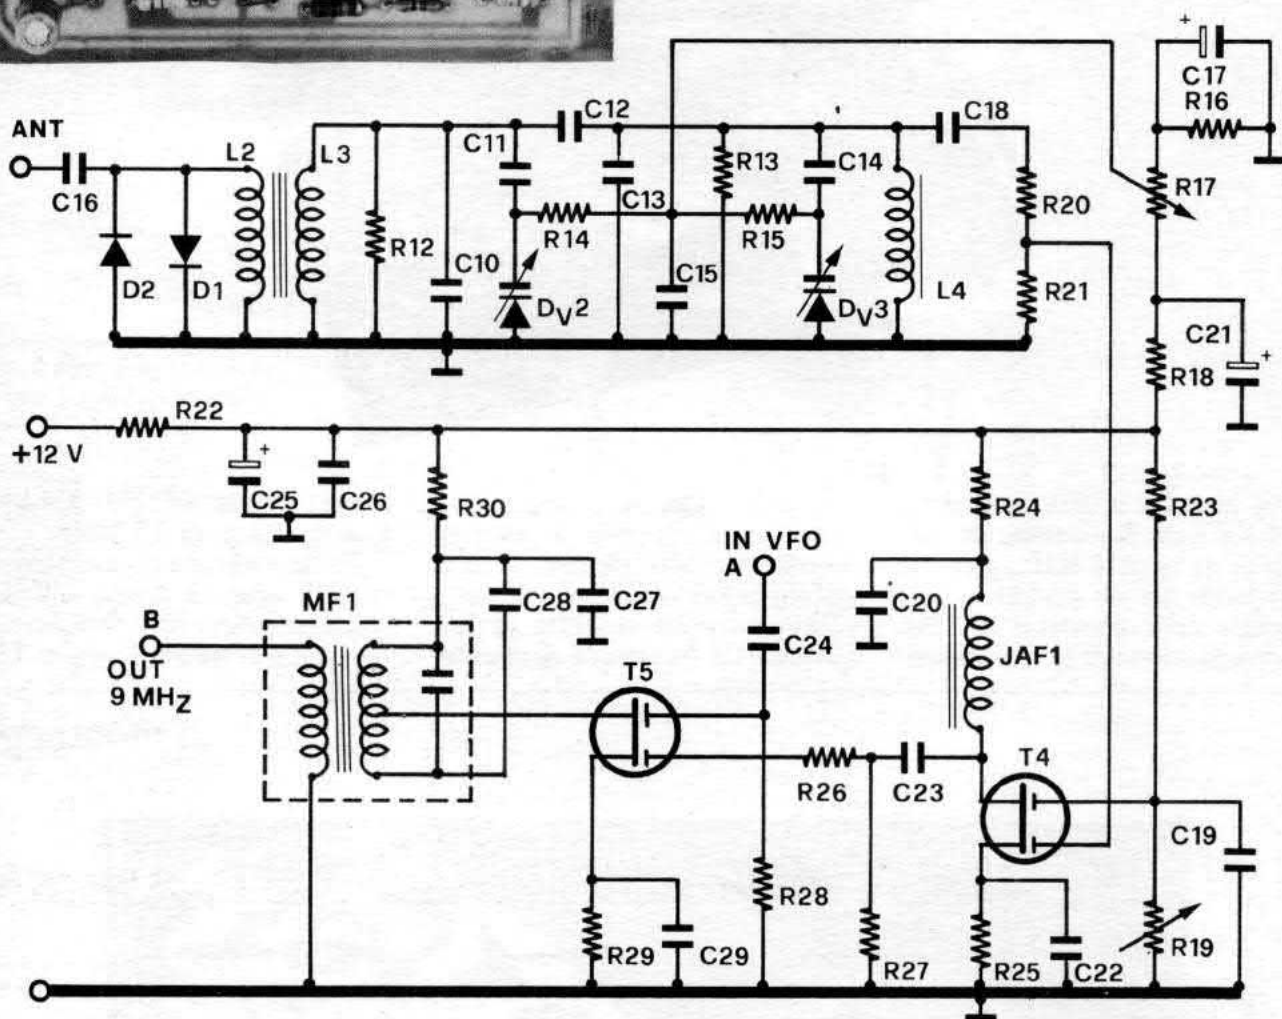 +
C17
R16
ANT
C12
C18
C11
L2
L3
R13
C14
R17
C16
C13
R20
R14
R15
R12
C10
C15
D2
D1
DV2
DV3
L4
R21
C21
+
R18
R22
+12 V
+
C25
C26
R30
R24
R23
IN VFO
A
MF1
C28
C27
C20
B
C24
JAF1
OUT
9 MHZ
T5
T4
R26
C23
C19
R28
R29
C29
R27
R25
C22
R19